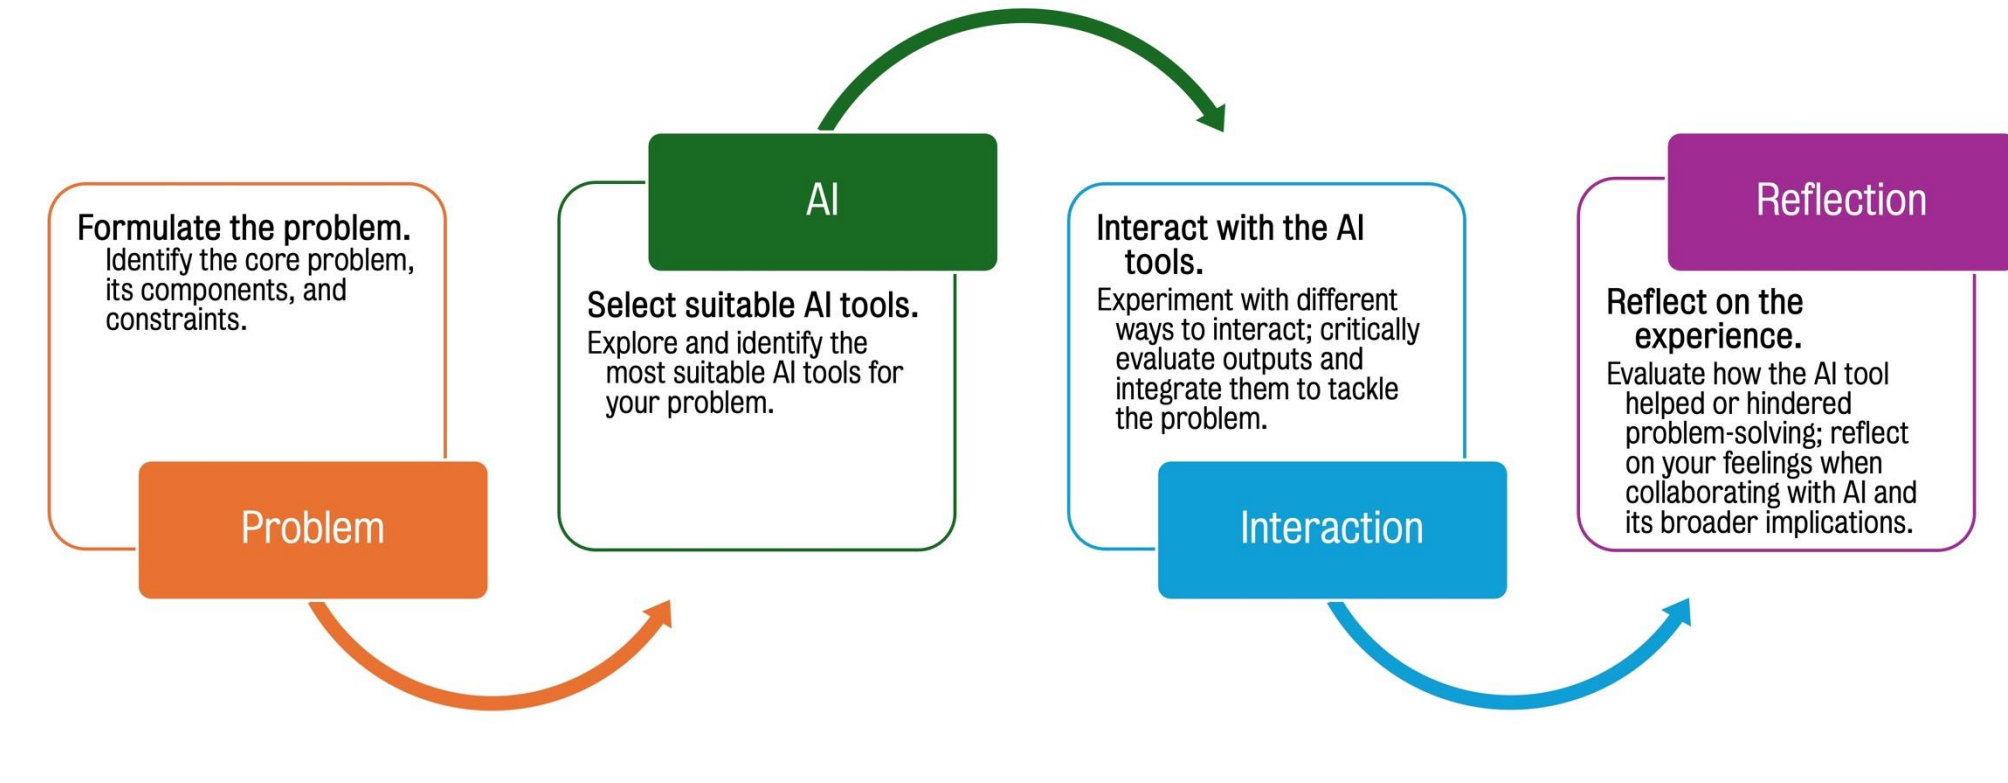 Formulate the problem.
Identify the core problem,
its components, and
constraints.
Problem
AI
Select suitable AI tools.
Explore and identify the
most suitable AI tools for
your problem.
Interact with the AI
tools.
Experiment with different
ways to interact; critically
evaluate outputs and
integrate them to tackle
the problem.
Interaction
Reflection
Reflect on the
experience.
Evaluate how the AI tool
helped or hindered
problem-solving; reflect
on your feelings when
collaborating with AI and
its broader implications.